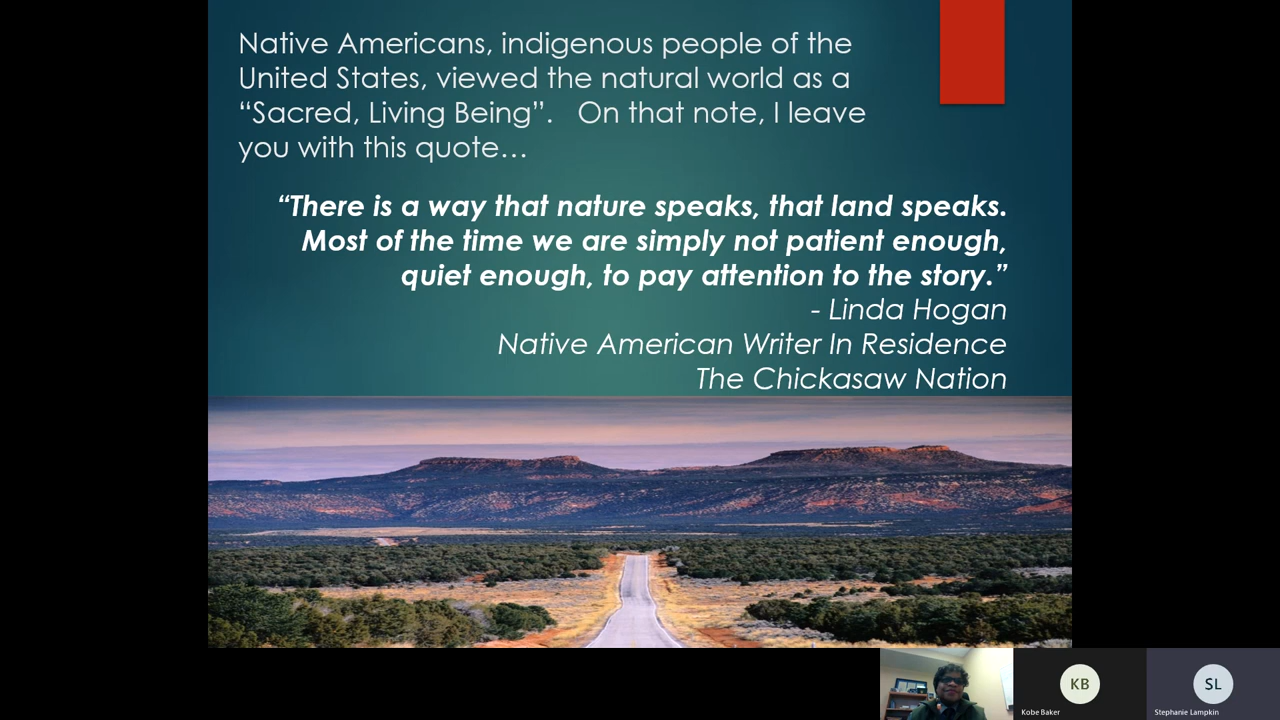 Native Americans, indigenous people of the
United States, viewed the natural world as a
“Sacred, Living Being”.   On that note, I leave
you with this quote…
“There is a way that nature speaks, that land speaks.
Most of the time we are simply not patient enough,
quiet enough, to pay attention to the story.”
- Linda Hogan
Native American Writer In Residence
The Chickasaw Nation
KB
SL
Kobe Baker
Stephanie Lampkin